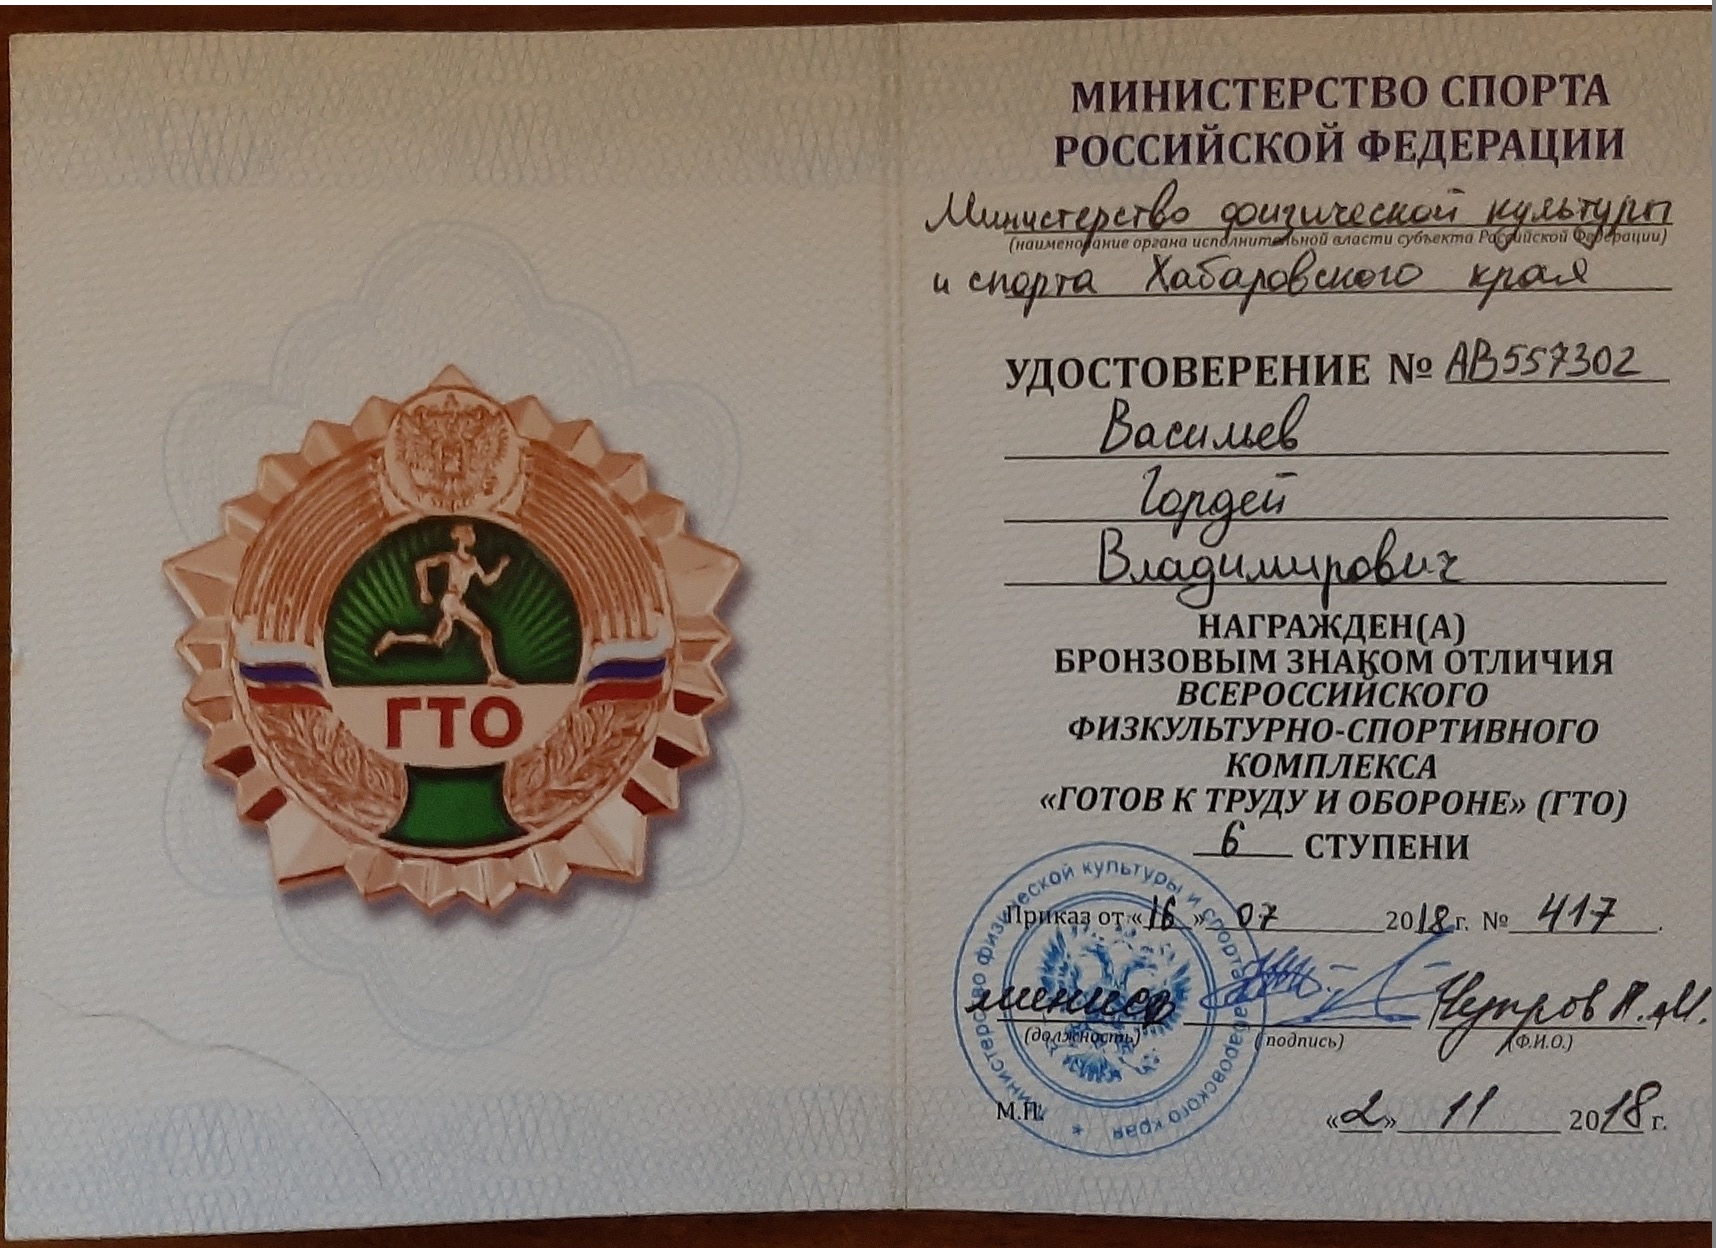 ГТО
МИНИСТЕРСТВО СПОРТА
РОССИЙСКОЙ ФЕДЕРАЦИИ
Министерство физической культуры
(наименование органа исполнительной власти субъекта Российской Федерации)
и спорта Хабаровского края
УДОСТОВЕРЕНИЕ № АВ557302
Васильев
Гордей
Владимирович
НАГРАЖДЕН(А)
БРОНЗОВЫМ ЗНАКОМ ОТЛИЧИЯ
ВСЕРОССИЙСКОГО
ФИЗКУЛЬТУРНО-СПОРТИВНОГО
КОМПЛЕКСА
«ГОТОВ К ТРУДУ И ОБОРОНЕ» (ГТО)
6 СТУПЕНИ
Приказ от «16» 07 2018 г. № 417.
министр
(должность) (подпись) (Ф.И.О.)
М.П.
«2» 11 2018 г.
Министерство физической культуры и спорта Хабаровского края *